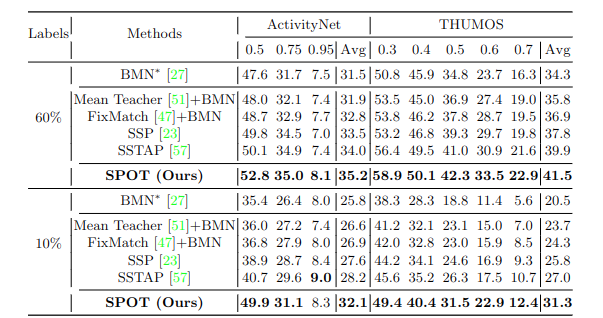 Labels Methods ActivityNet THUMOS
0.5 0.75 0.95 Avg 0.3 0.4 0.5 0.6 0.7 Avg
60% BMN* [27] 47.6 31.7 7.5 31.5 50.8 45.9 34.8 23.7 16.3 34.3
Mean Teacher [51]+BMN 48.0 32.1 7.4 31.9 53.5 45.0 36.9 27.4 19.0 35.8
FixMatch [47]+BMN 48.7 32.9 7.7 32.8 53.8 46.2 37.8 28.7 19.5 36.9
SSP [23] 49.8 34.5 7.0 33.5 53.2 46.8 39.3 29.7 19.8 37.8
SSTAP [57] 50.1 34.9 7.4 34.0 56.4 49.5 41.0 30.9 21.6 39.9
SPOT (Ours) 52.8 35.0 8.1 35.2 58.9 50.1 42.3 33.5 22.9 41.5
10% BMN* [27] 35.4 26.4 8.0 25.8 38.3 28.3 18.8 11.4 5.6 20.5
Mean Teacher [51]+BMN 36.0 27.2 7.4 26.6 41.2 32.1 23.1 15.0 7.0 23.7
FixMatch [47]+BMN 36.8 27.9 8.0 26.9 42.0 32.8 23.0 15.9 8.5 24.3
SSP [23] 38.9 28.7 8.4 27.6 44.2 34.1 24.6 16.9 9.3 25.8
SSTAP [57] 40.7 29.6 9.0 28.2 45.6 35.2 26.3 17.5 10.7 27.0
SPOT (Ours) 49.9 31.1 8.3 32.1 49.4 40.4 31.5 22.9 12.4 31.3